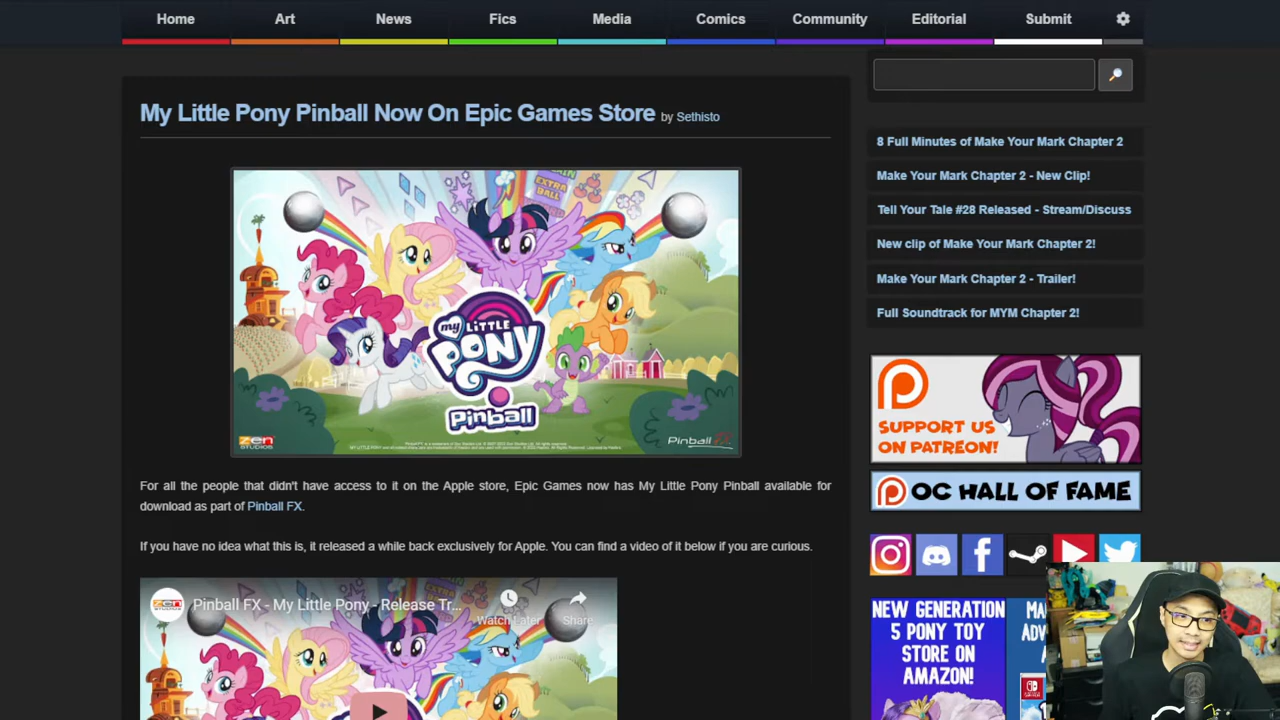 Home Art News Fics Media Comics Community Editorial Submit
My Little Pony Pinball Now On Epic Games Store by Sethisto
EXTRA
BALL
my LITTLE
PONY
Pinball
ZEN
STUDIOS
Pinball FX
For all the people that didn't have access to it on the Apple store, Epic Games now has My Little Pony Pinball available for
download as part of Pinball FX.
If you have no idea what this is, it released a while back exclusively for Apple. You can find a video of it below if you are curious.
ZEN
STUDIOS
Pinball FX - My Little Pony - Release Tr...
Watch Later
Share
8 Full Minutes of Make Your Mark Chapter 2
Make Your Mark Chapter 2 - New Clip!
Tell Your Tale #28 Released - Stream/Discuss
New clip of Make Your Mark Chapter 2!
Make Your Mark Chapter 2 - Trailer!
Full Soundtrack for MYM Chapter 2!
SUPPORT US
ON PATREON!
OC HALL OF FAME
NEW GENERATION
5 PONY TOY
STORE ON
AMAZON!